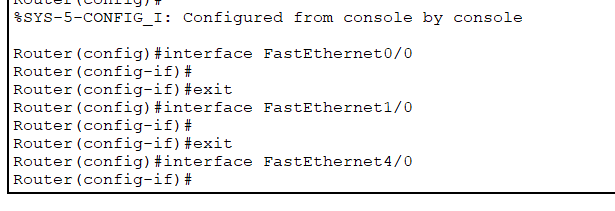 Router(config)#
%SYS-5-CONFIG_I: Configured from console by console

Router(config)#interface FastEthernet0/0
Router(config-if)#
Router(config-if)#exit
Router(config)#interface FastEthernet1/0
Router(config-if)#
Router(config-if)#exit
Router(config)#interface FastEthernet4/0
Router(config-if)#